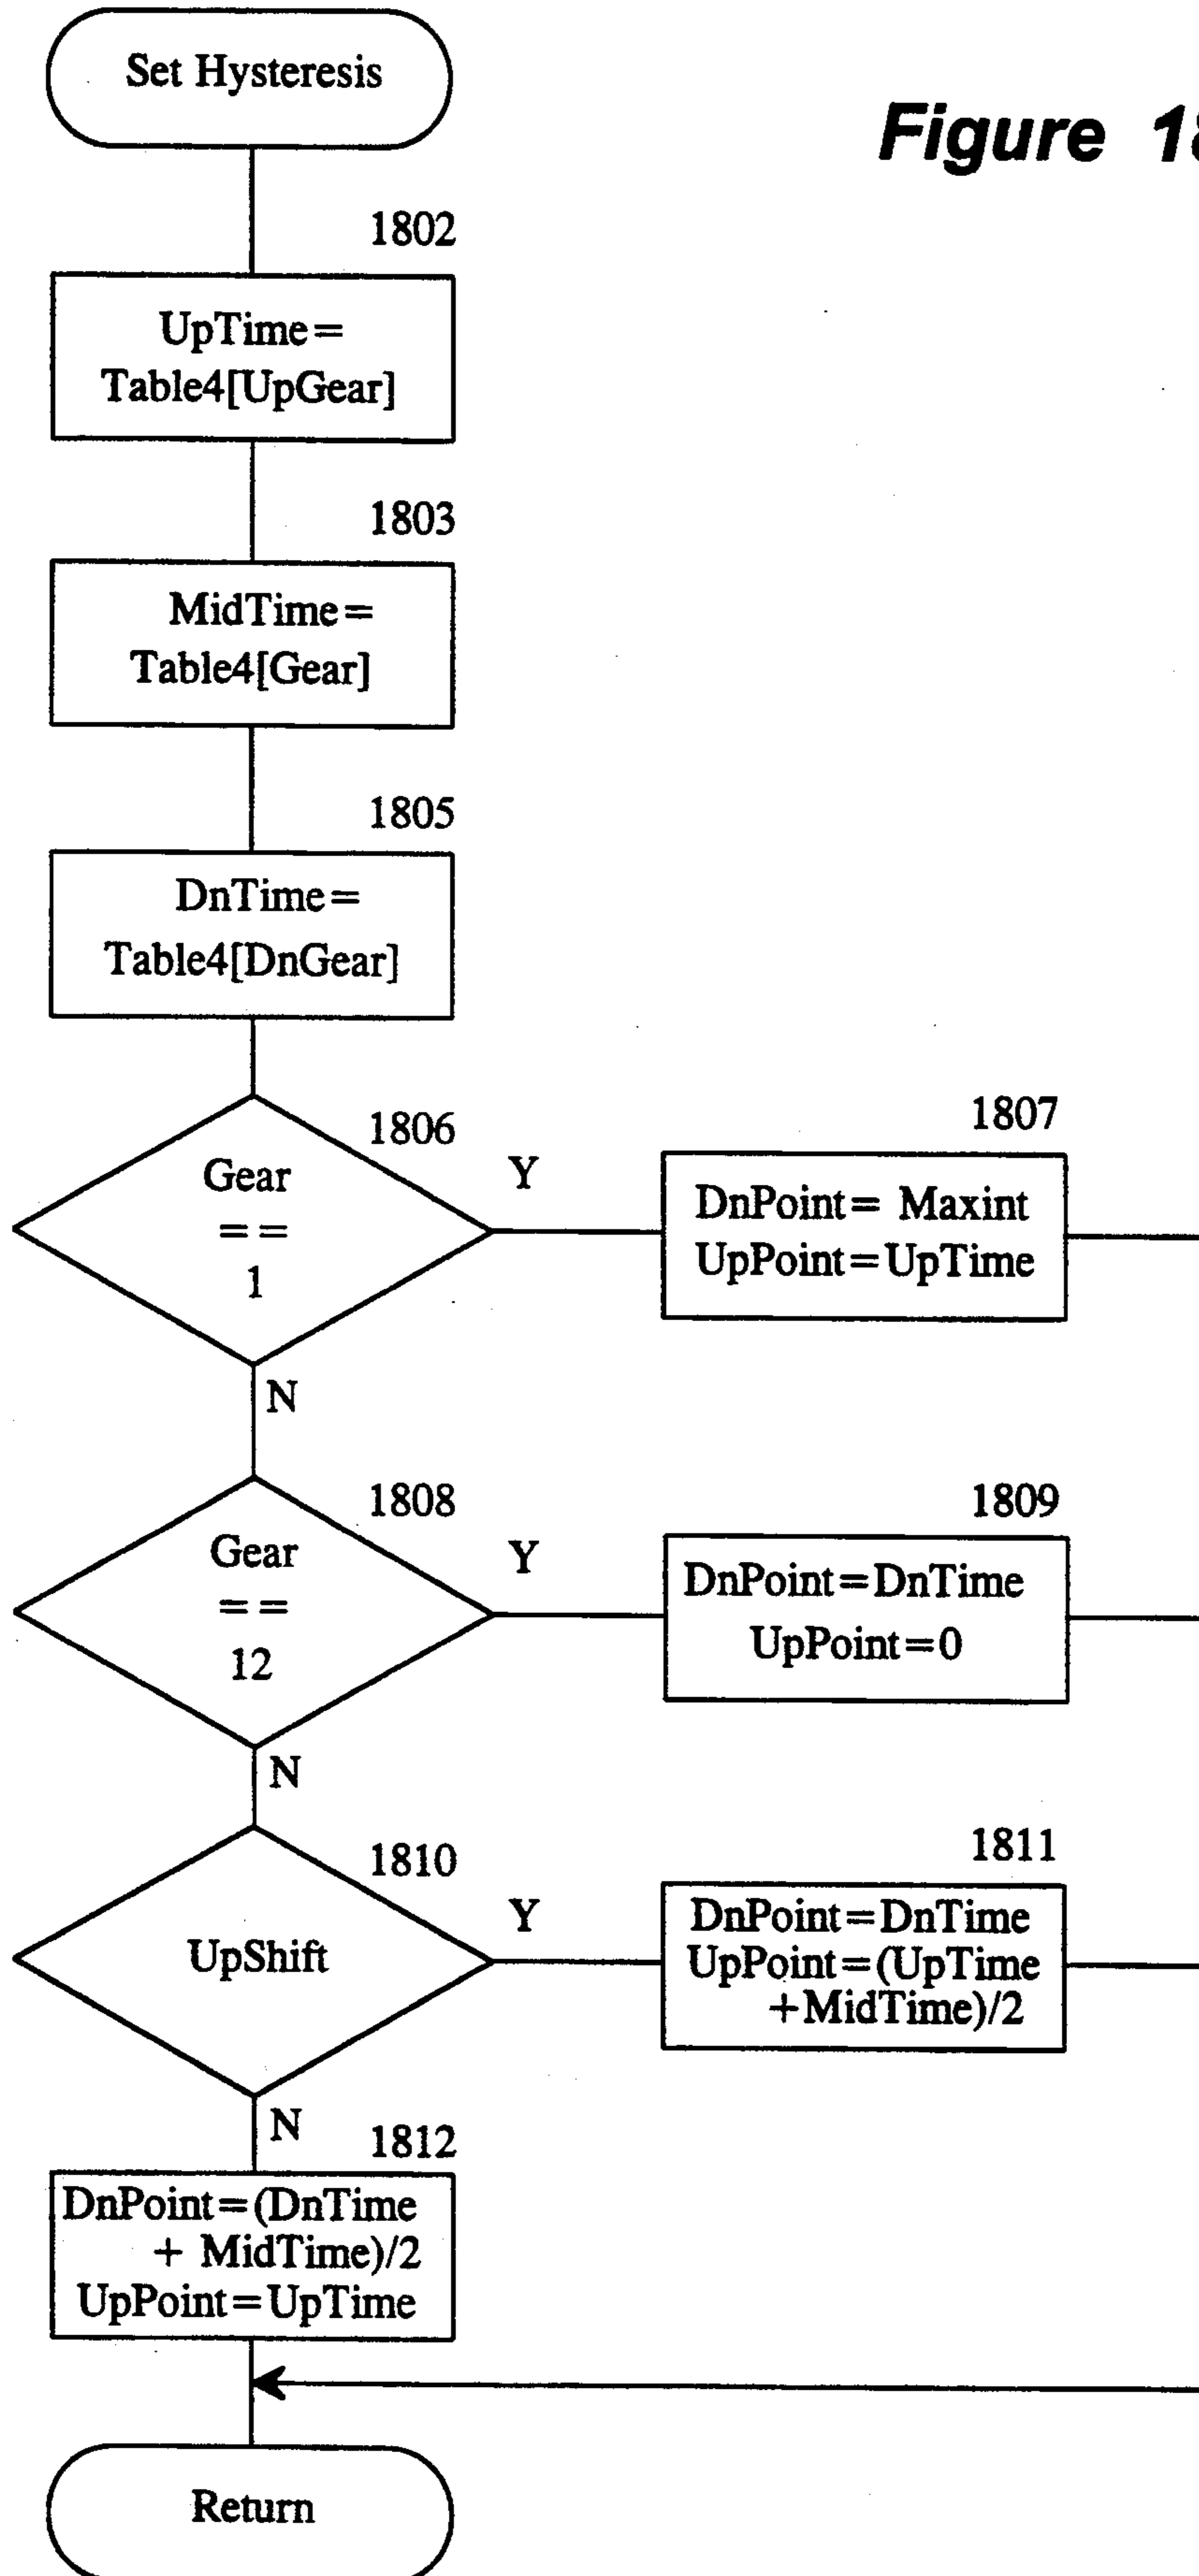 Set Hysteresis
Figure 18
1802
UpTime=
Table4[UpGear]
1803
MidTime=
Table4[Gear]
1805
DnTime=
Table4[DnGear]
1806
Gear
==
1
Y
N
1807
DnPoint= Maxint
UpPoint=UpTime
1808
Gear
==
12
Y
N
1809
DnPoint=DnTime
UpPoint=0
1810
UpShift
Y
N
1811
DnPoint=DnTime
UpPoint=(UpTime
+MidTime)/2
1812
DnPoint=(DnTime
+ MidTime)/2
UpPoint=UpTime
Return